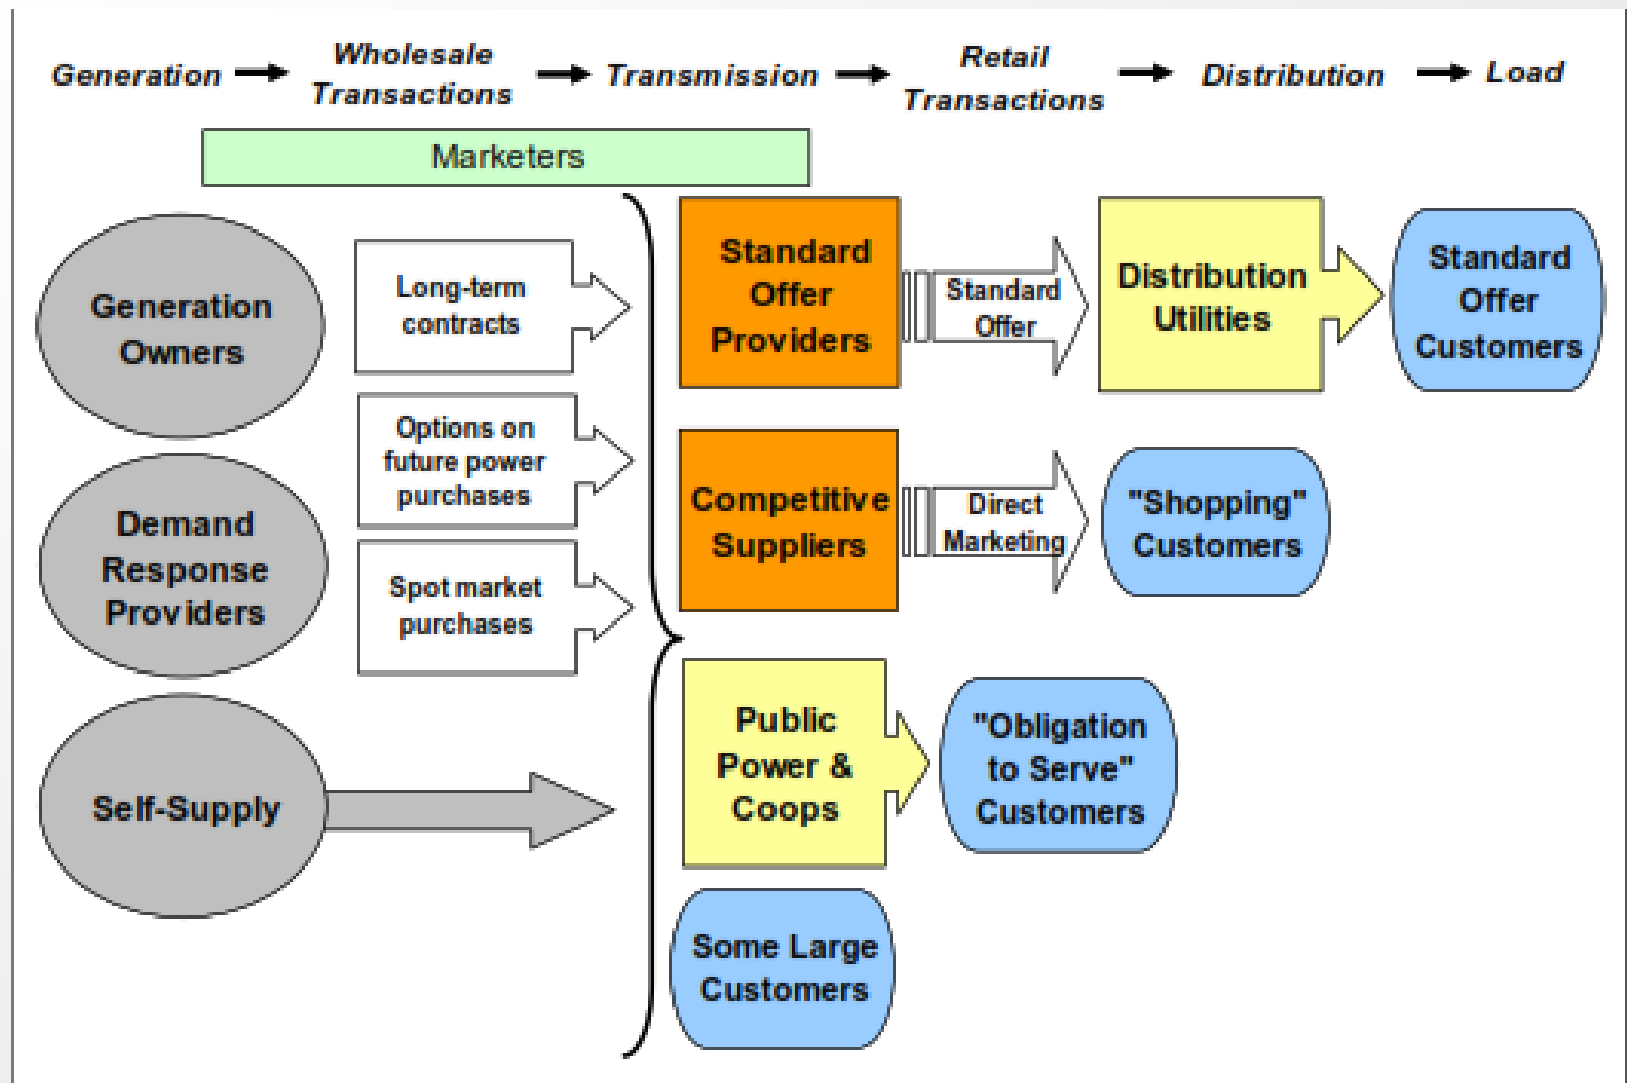 Generation
Wholesale
Transactions
Transmission
Retail
Transactions
Distribution
Load
Marketers
Generation
Owners
Long-term
contracts
Standard
Offer
Providers
Standard
Offer
Distribution
Utilities
Standard
Offer
Customers
Options on
future power
purchases
Demand
Response
Providers
Spot market
purchases
Competitive
Suppliers
Direct
Marketing
"Shopping"
Customers
Self-Supply
Public
Power &
Coops
"Obligation
to Serve"
Customers
Some Large
Customers